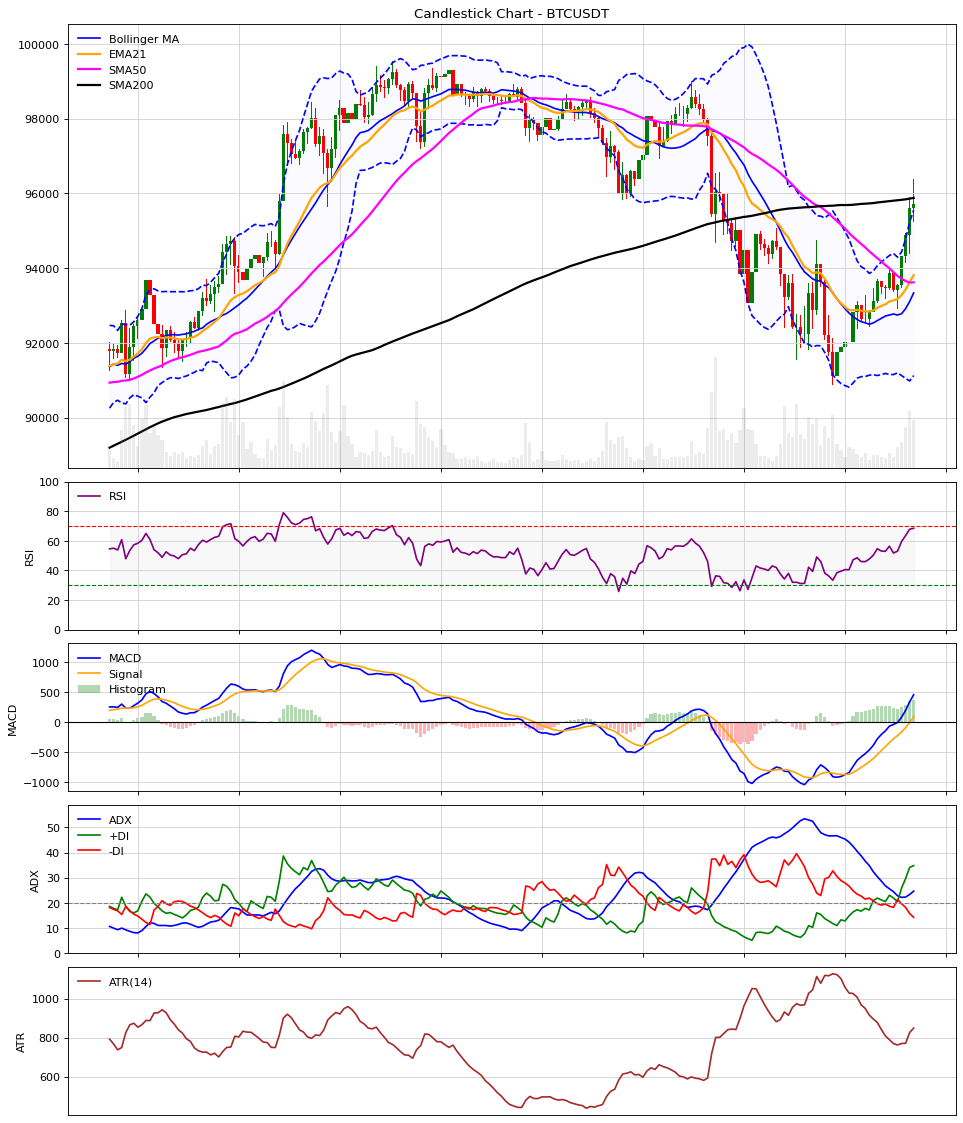 Candlestick Chart - BTCUSDT
Bollinger MA
EMA21
SMA50
SMA200
100000
98000
96000
94000
92000
90000
RSI
RSI
100
80
60
40
20
0
MACD
Signal
Histogram
MACD
1000
500
0
−500
−1000
ADX
+DI
-DI
ADX
50
40
30
20
10
0
ATR(14)
ATR
1000
800
600